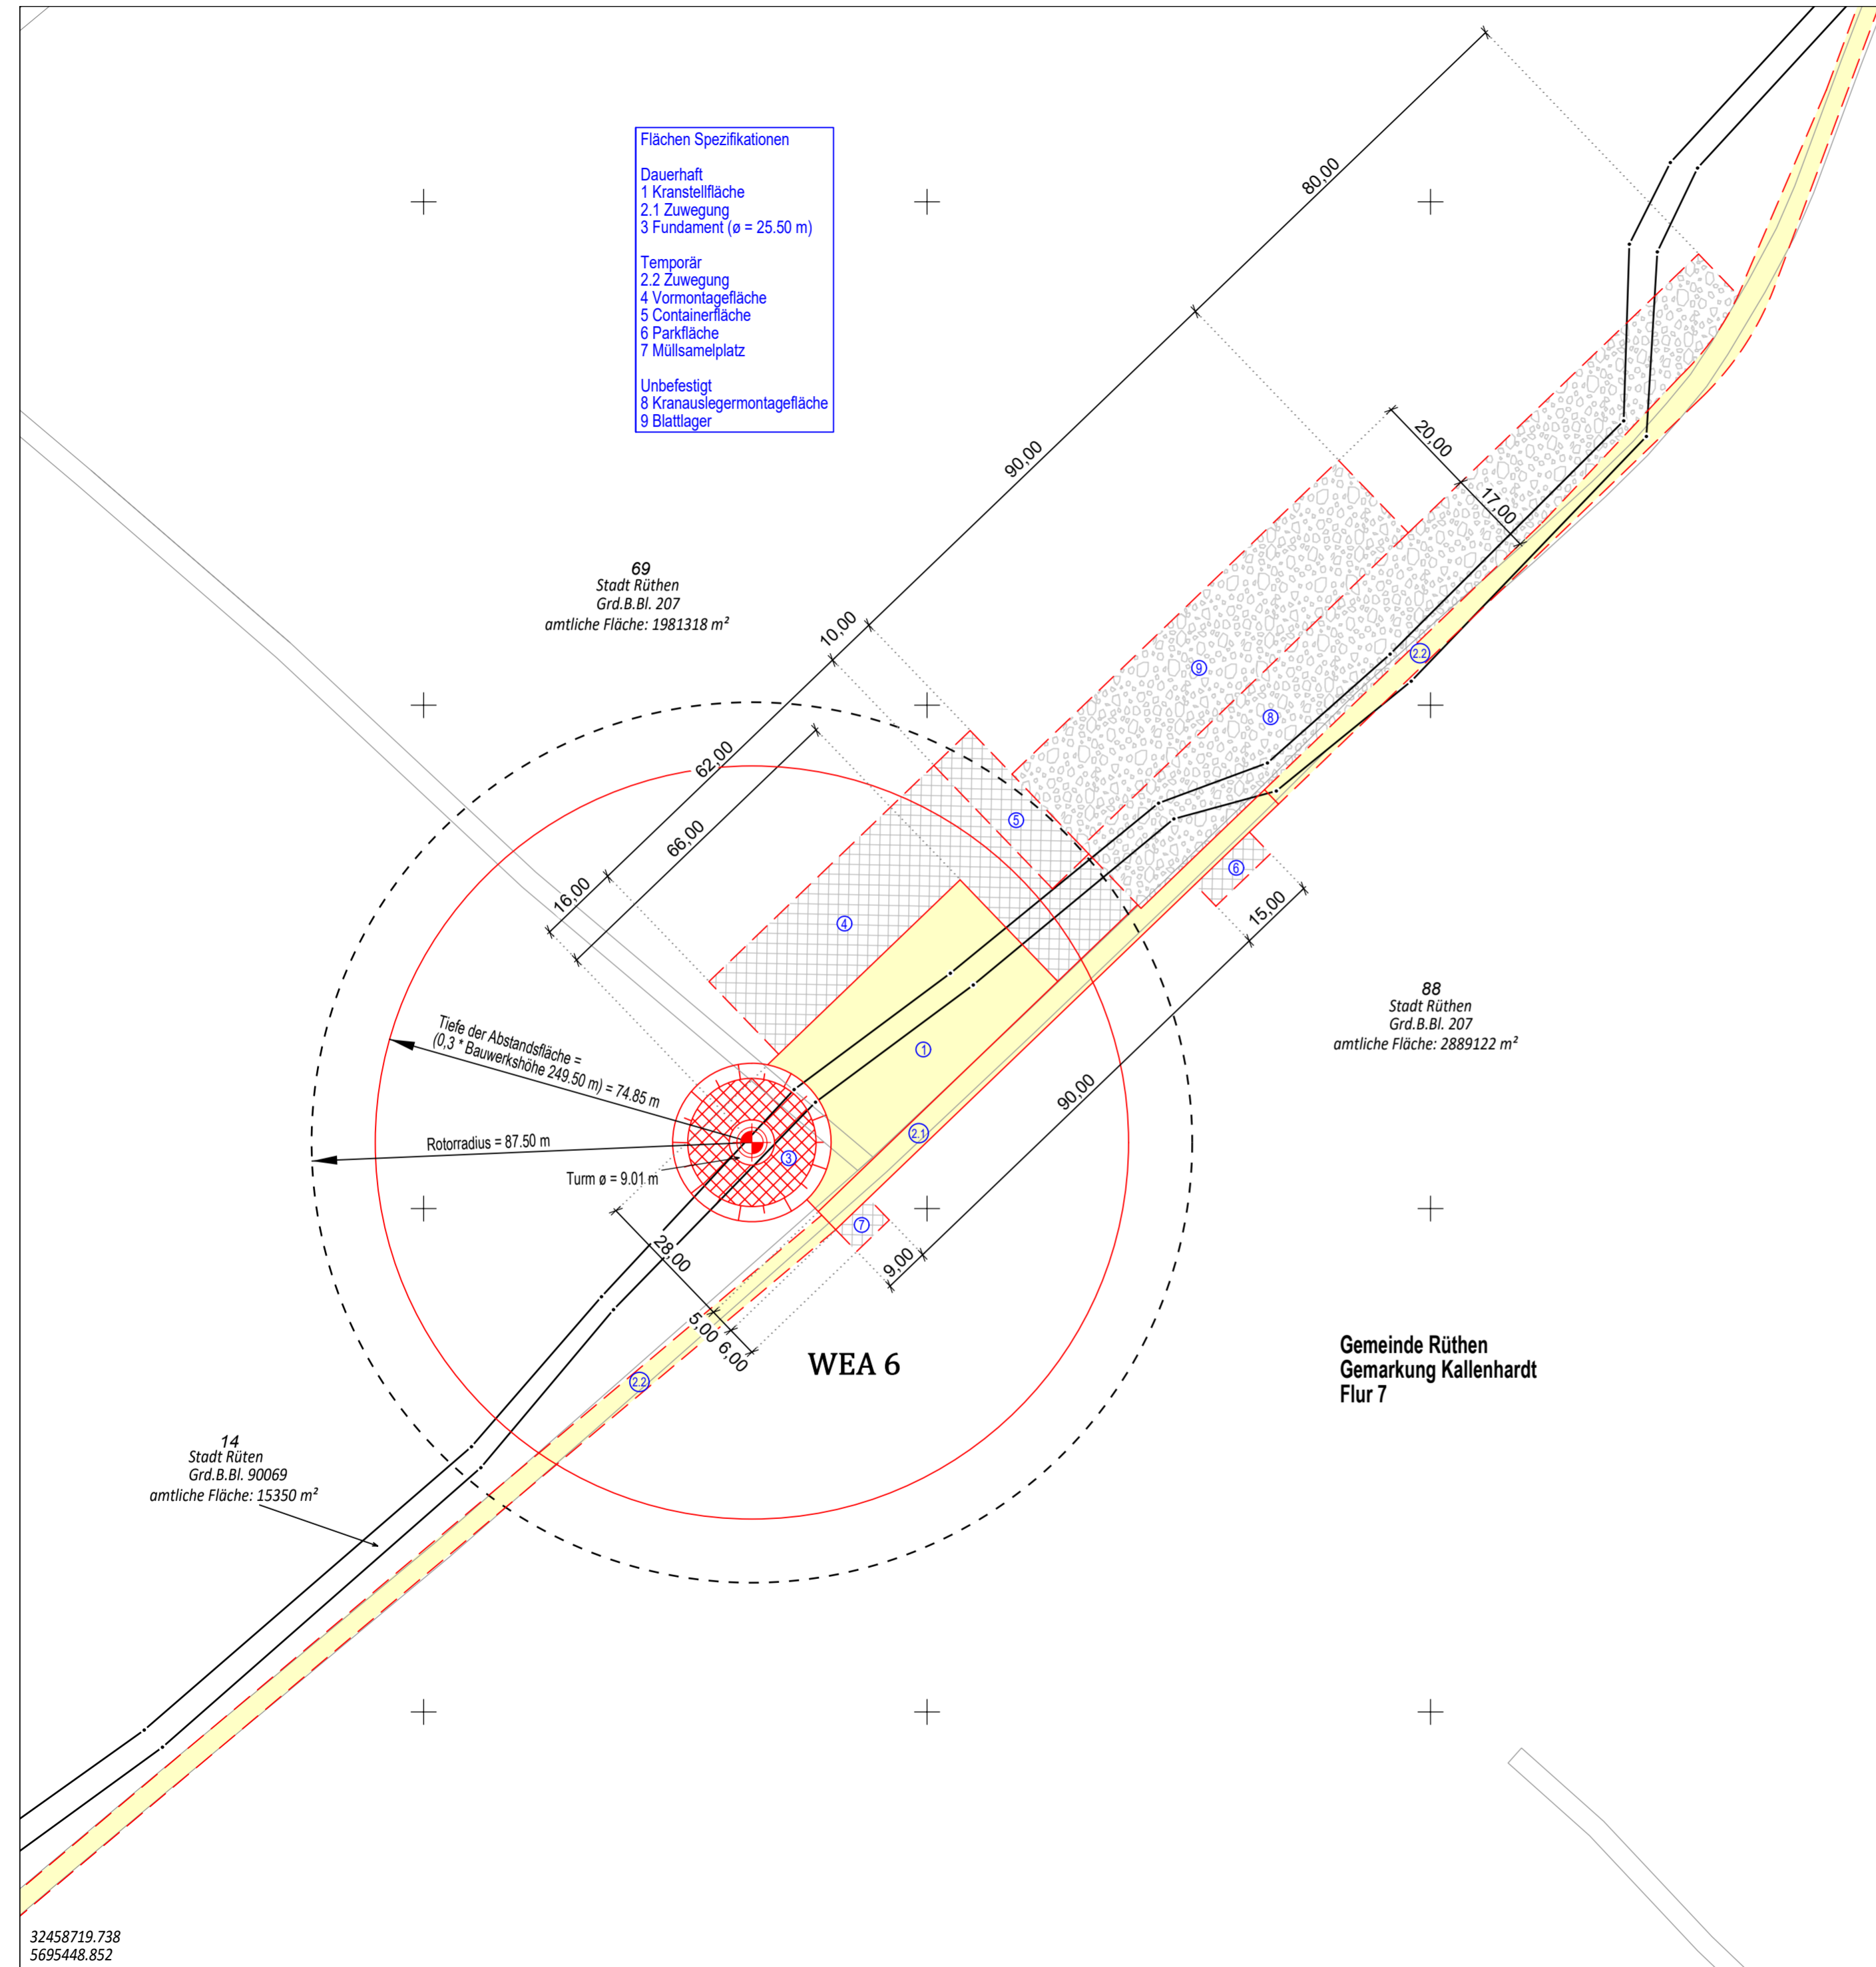 Flächen Spezifikationen
Dauerhaft
1 Kranstellfläche
2.1 Zuwegung
3 Fundament (ø = 25.50 m)
Temporär
2.2 Zuwegung
4 Vormontagefläche
5 Containerfläche
6 Parkfläche
7 Müllsamelplatz
Unbefestigt
8 Kranauslegermontagefläche
9 Blattlager
80,00
90,00
20,00
17,00
69
Stadt Rüthen
Grd.B.Bl. 207
amtliche Fläche: 1981318 m²
10,00
2.2
9
8
62,00
66,00
5
6
16,00
15,00
4
88
Stadt Rüthen
Grd.B.Bl. 207
amtliche Fläche: 2889122 m²
Tiefe der Abstandsfläche =
(0,3 * Bauwerkshöhe 249.50 m) = 74.85 m
1
90,00
2.1
Rotorradius = 87.50 m
3
Turm ø = 9.01 m
7
28,00
9,00
5,00
6,00
WEA 6
2.2
Gemeinde Rüthen
Gemarkung Kallenhardt
Flur 7
14
Stadt Rüten
Grd.B.Bl. 90069
amtliche Fläche: 15350 m²
32458719.738
5695448.852